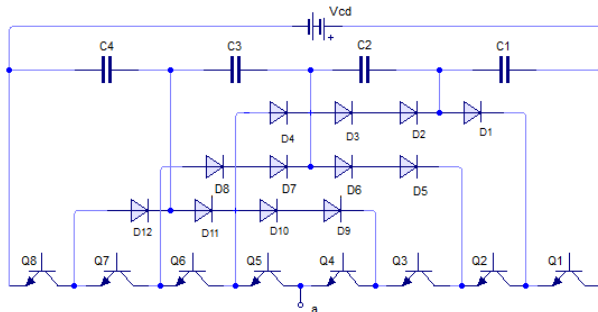 Vcd
+
C4 C3 C2 C1
D4 D3 D2 D1
D8 D7 D6 D5
D12 D11 D10 D9
Q8 Q7 Q6 Q5 Q4 Q3 Q2 Q1
a